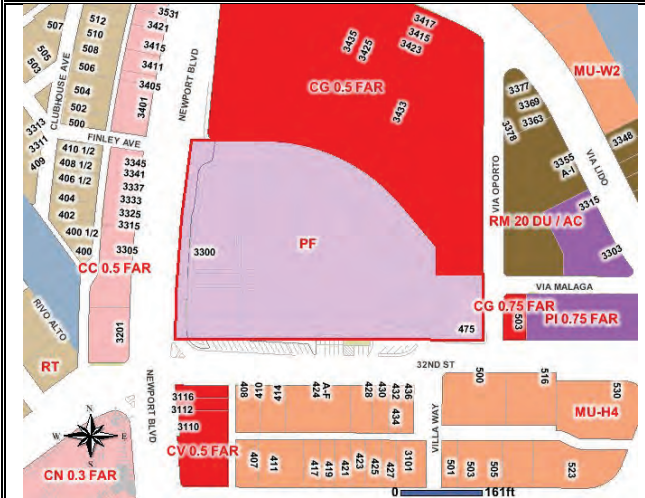 507
505
503
512
510
508
506
504
502
500
CLUBHOUSE AVE
3531
3421
3415
3411
3405
3401
NEWPORT BLVD
3435
3425
3417
3415
3423
3433
CG 0.5 FAR
MU-W2
3377
3369
3363
3378
3355
A-I
3348
VIA LIDO
3315
3303
VIA OPORTO
RM 20 DU / AC
3313
3311
409
FINLEY AVE
410 1/2
408 1/2
406 1/2
404
402
400 1/2
400
3345
3341
3337
3333
3325
3315
3305
CC 0.5 FAR
3201
3300
PF
475
VIA MALAGA
CG 0.75 FAR
503
PI 0.75 FAR
RIVO ALTO
RT
32ND ST
NEWPORT BLVD
3116
3112
3110
CV 0.5 FAR
408
410
414
424
A-F
428
430
432
436
434
407
411
417
419
421
423
425
427
3101
VILLA WAY
500
516
530
MU-H4
501
503
505
523
N
W
E
S
CN 0.3 FAR
0
161ft